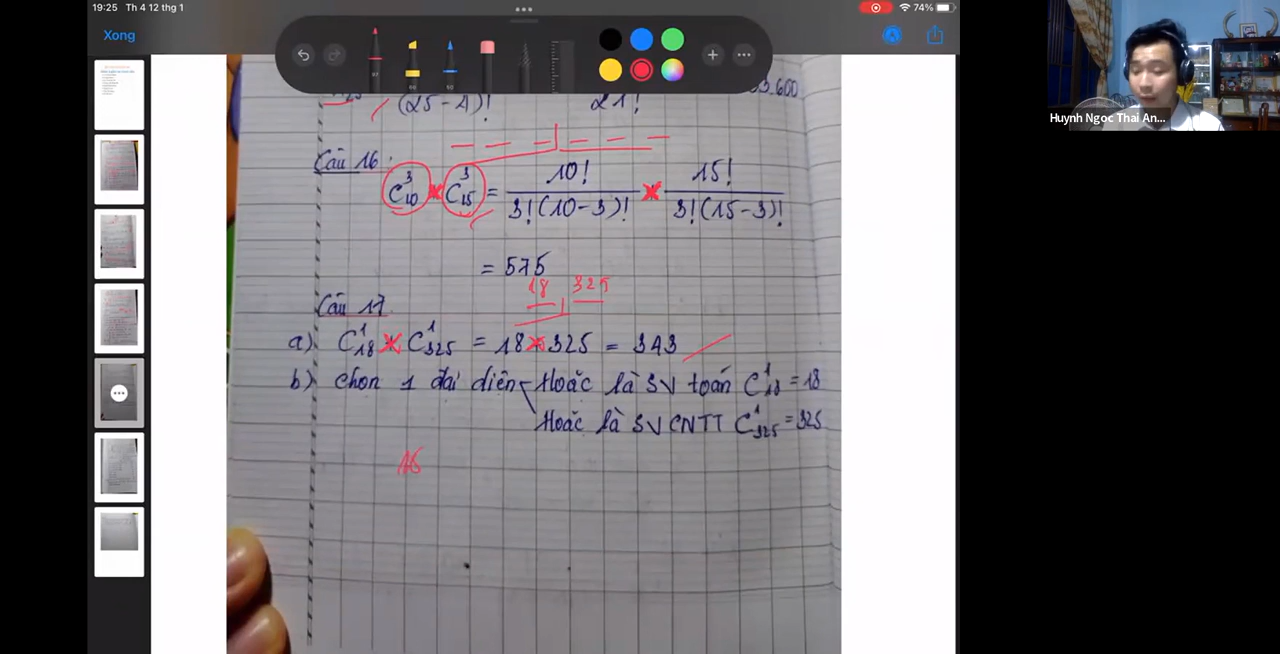 19:25 Th 4 12 thg 1
74%
Xong
(25-4)! 21!
Câu 16:
C³₁₀ × C³₁₅ = 10! / 3!(10-3)! × 15! / 3!(15-3)!
= 575
18 325
Câu 17
a) C¹₁₈ × C¹₃₂₅ = 18 × 325 = 343
b) Chọn 1 đại diện Hoặc là SV toán C¹₁₈ = 18
Hoặc là SV CNTT C¹₃₂₅ = 325
Huynh Ngoc Thai An...